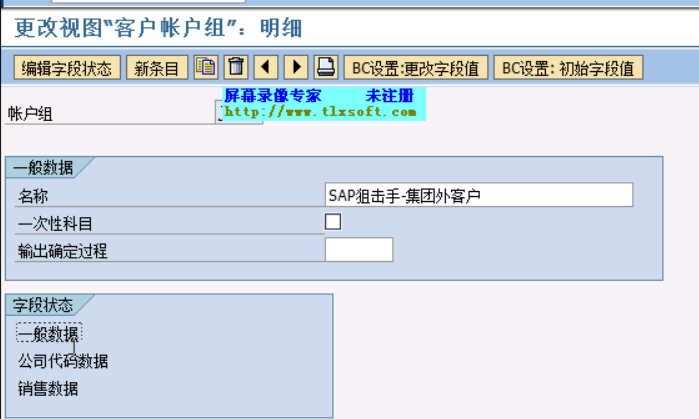 更改视图“客户帐户组”：明细
编辑字段状态 新条目 BC设置:更改字段值 BC设置: 初始字段值
屏幕录像专家 未注册
http://www.tlxsoft.com
帐户组
一般数据
名称 SAP狙击手-集团外客户
一次性科目
输出确定过程
字段状态
一般数据
公司代码数据
销售数据